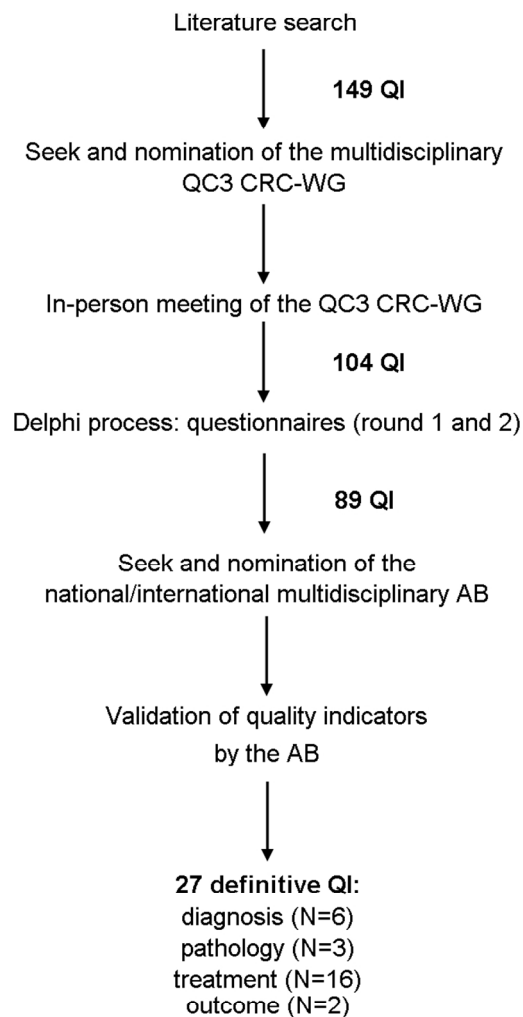 Literature search
149 QI
Seek and nomination of the multidisciplinary
QC3 CRC-WG
In-person meeting of the QC3 CRC-WG
104 QI
Delphi process: questionnaires (round 1 and 2)
89 QI
Seek and nomination of the
national/international multidisciplinary AB
Validation of quality indicators
by the AB
27 definitive QI:
diagnosis (N=6)
pathology (N=3)
treatment (N=16)
outcome (N=2)